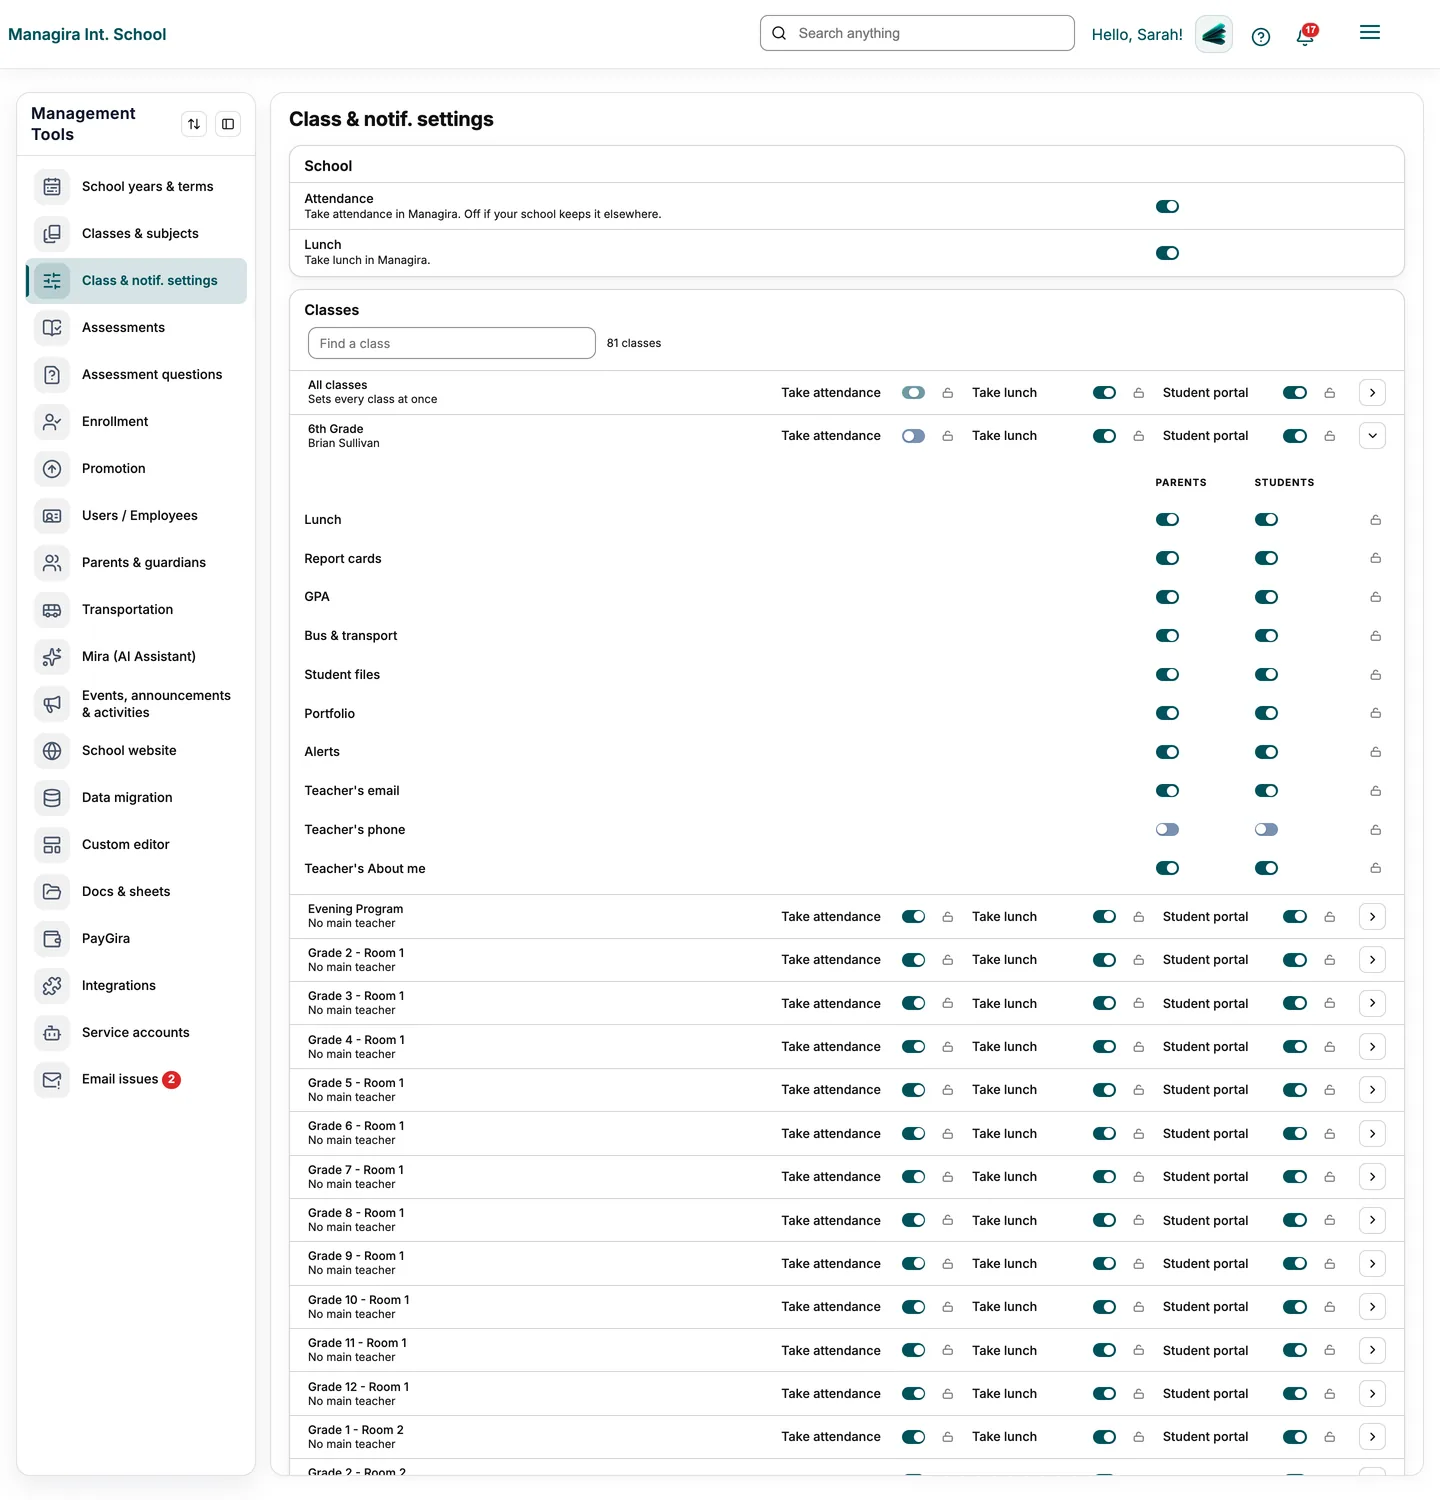 Managira Int. School
Search anything
Hello, Sarah!
17
Management
Tools
School years & terms
Classes & subjects
Class & notif. settings
Assessments
Assessment questions
Enrollment
Promotion
Users / Employees
Parents & guardians
Transportation
Mira (AI Assistant)
Events, announcements
& activities
School website
Data migration
Custom editor
Docs & sheets
PayGira
Integrations
Service accounts
Email issues 2
Class & notif. settings
School
Attendance
Take attendance in Managira. Off if your school keeps it elsewhere.
Lunch
Take lunch in Managira.
Classes
Find a class
81 classes
All classes
Sets every class at once
Take attendance Take lunch Student portal
6th Grade
Brian Sullivan
Take attendance Take lunch Student portal
PARENTS STUDENTS
Lunch
Report cards
GPA
Bus & transport
Student files
Portfolio
Alerts
Teacher's email
Teacher's phone
Teacher's About me
Evening Program
No main teacher
Take attendance Take lunch Student portal
Grade 2 - Room 1
No main teacher
Take attendance Take lunch Student portal
Grade 3 - Room 1
No main teacher
Take attendance Take lunch Student portal
Grade 4 - Room 1
No main teacher
Take attendance Take lunch Student portal
Grade 5 - Room 1
No main teacher
Take attendance Take lunch Student portal
Grade 6 - Room 1
No main teacher
Take attendance Take lunch Student portal
Grade 7 - Room 1
No main teacher
Take attendance Take lunch Student portal
Grade 8 - Room 1
No main teacher
Take attendance Take lunch Student portal
Grade 9 - Room 1
No main teacher
Take attendance Take lunch Student portal
Grade 10 - Room 1
No main teacher
Take attendance Take lunch Student portal
Grade 11 - Room 1
No main teacher
Take attendance Take lunch Student portal
Grade 12 - Room 1
No main teacher
Take attendance Take lunch Student portal
Grade 1 - Room 2
No main teacher
Take attendance Take lunch Student portal
Grade 2 - Room 2